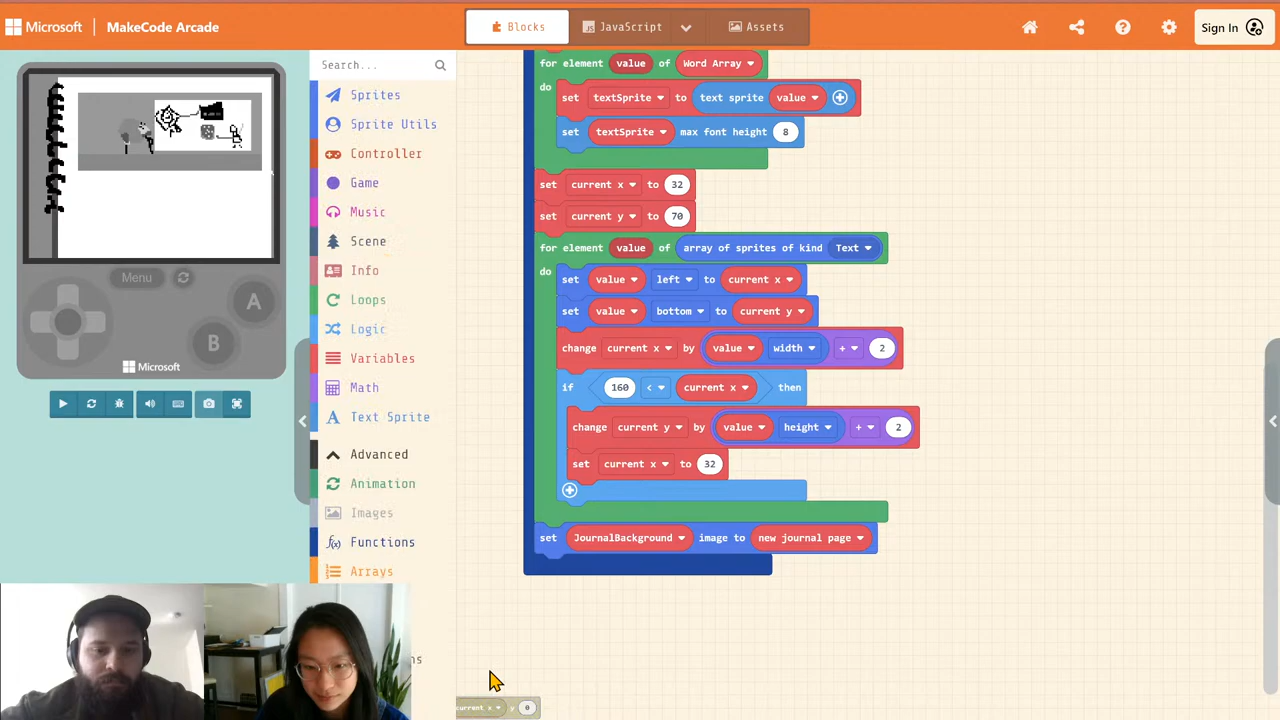 Microsoft MakeCode Arcade Blocks JavaScript Assets Sign In
Search...
Sprites
Sprite Utils
Controller
Game
Music
Scene
Info
Loops
Logic
Variables
Math
Text Sprite
Advanced
Animation
Images
Functions
Arrays
Menu
A
B
Microsoft
for element value of Word Array
do set textSprite to text sprite value
set textSprite max font height 8
set current x to 32
set current y to 70
for element value of array of sprites of kind Text
do set value left to current x
set value bottom to current y
change current x by value width + 2
if 160 < current x then
change current y by value height + 2
set current x to 32
set JournalBackground image to new journal page
current x y 0